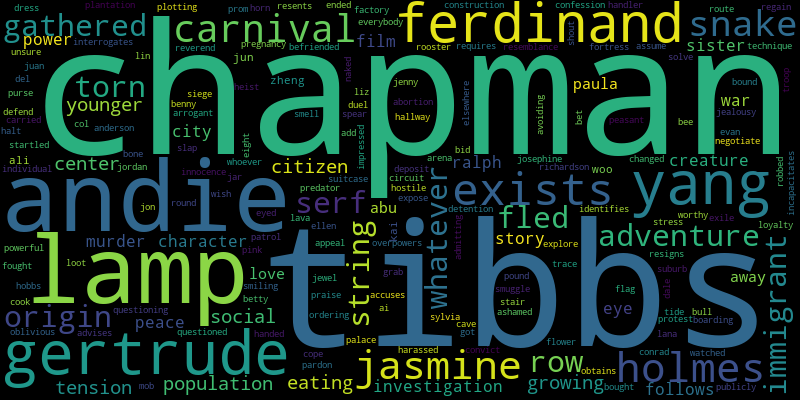 dress plotting prom horn resents ended factory construction confession handler plantation route regain
gathered carnival ferdinand snake
power interrogates reverend pregnancy befriended everybody film rooster requires resemblance shout fortress assume sister technique
unsure juan lin jun zheng jenny naked solve
chapman
del torn siege heist liz duel abortion elsewhere paula bound jealousy troop
purse younger benny arrogant smell spear hallway avoiding bet peasant war evan negotiate
defend carried col anderson city eight add impressed arena bid josephine changed bee
halt startled bone slap whoever
ali center citizen ralph woo creature robbed incapacitates
individual jordan innocence jar suitcase deposit circuit richardson
andie predator hostile expose exists yang
jon round wish eyed serf abu detention identifies worthy exile
lava kai whatever admitting fled stress loyalty
powerful murder character patrol ellen appeal string overpowers story explore adventure
fought loot pink love grab trace resigns away immigrant
lamp tibbs
hobbs smiling jewel pound flag suburb dale
cook betty praise accuses smuggle eye
origin questioning social ordering ai stair tide bull
oblivious advises peace questioned handed palace sylvia cave ashamed protest lana boarding
gertrude cope harassed got flower conrad watched
pardon jasmine convict row holmes
tension mob population eating investigation growing obtains bought follows publicly